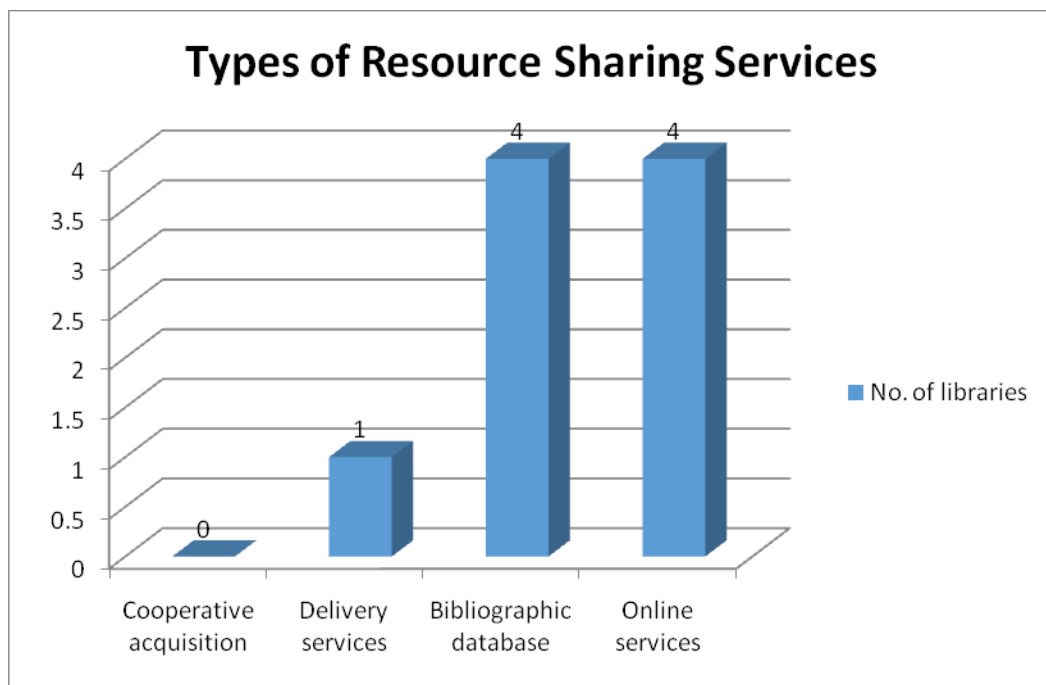 Types of Resource Sharing Services
4
3.5
3
2.5
2
1.5
1
0.5
0
0
1
4
4
Cooperative
acquisition
Delivery
services
Bibliographic
database
Online
services
No. of libraries